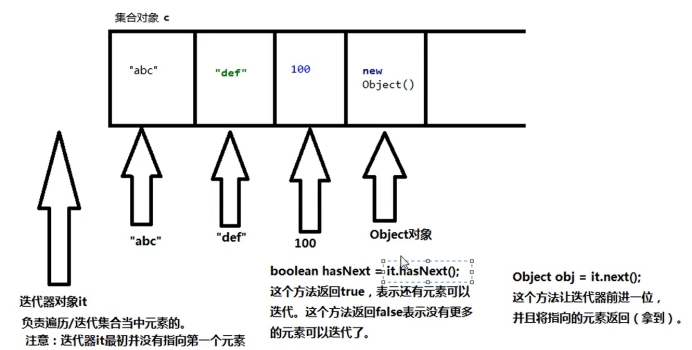 集合对象 c
"abc"
"def"
100
new
Object()
"abc"
"def"
100
Object对象
迭代器对象it
负责遍历/迭代集合当中元素的。
注意：迭代器it最初并没有指向第一个元素
boolean hasNext = it.hasNext();
这个方法返回true，表示还有元素可以
迭代。这个方法返回false表示没有更多
的元素可以迭代了。
Object obj = it.next();
这个方法让迭代器前进一位，
并且将指向的元素返回（拿到）。